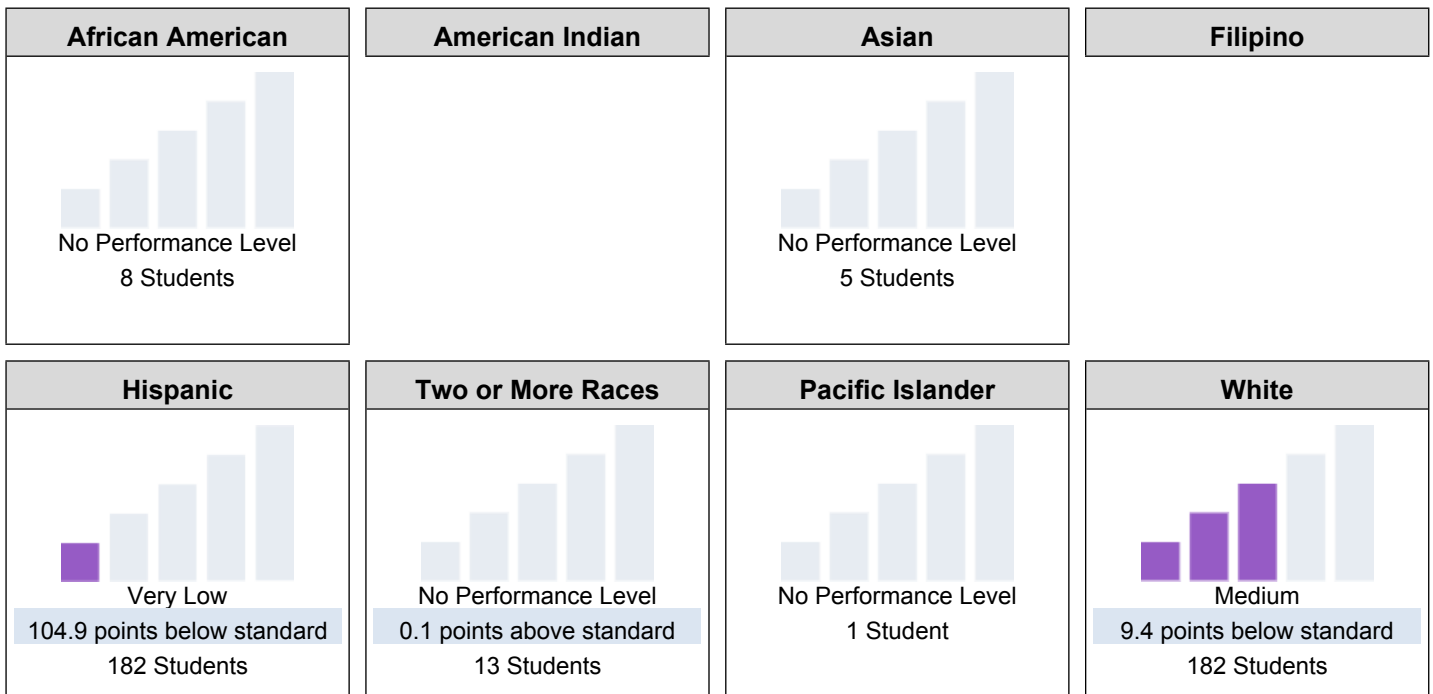 African American
No Performance Level
8 Students
American Indian
Asian
No Performance Level
5 Students
Filipino
Hispanic
Very Low
104.9 points below standard
182 Students
Two or More Races
No Performance Level
0.1 points above standard
13 Students
Pacific Islander
No Performance Level
1 Student
White
Medium
9.4 points below standard
182 Students